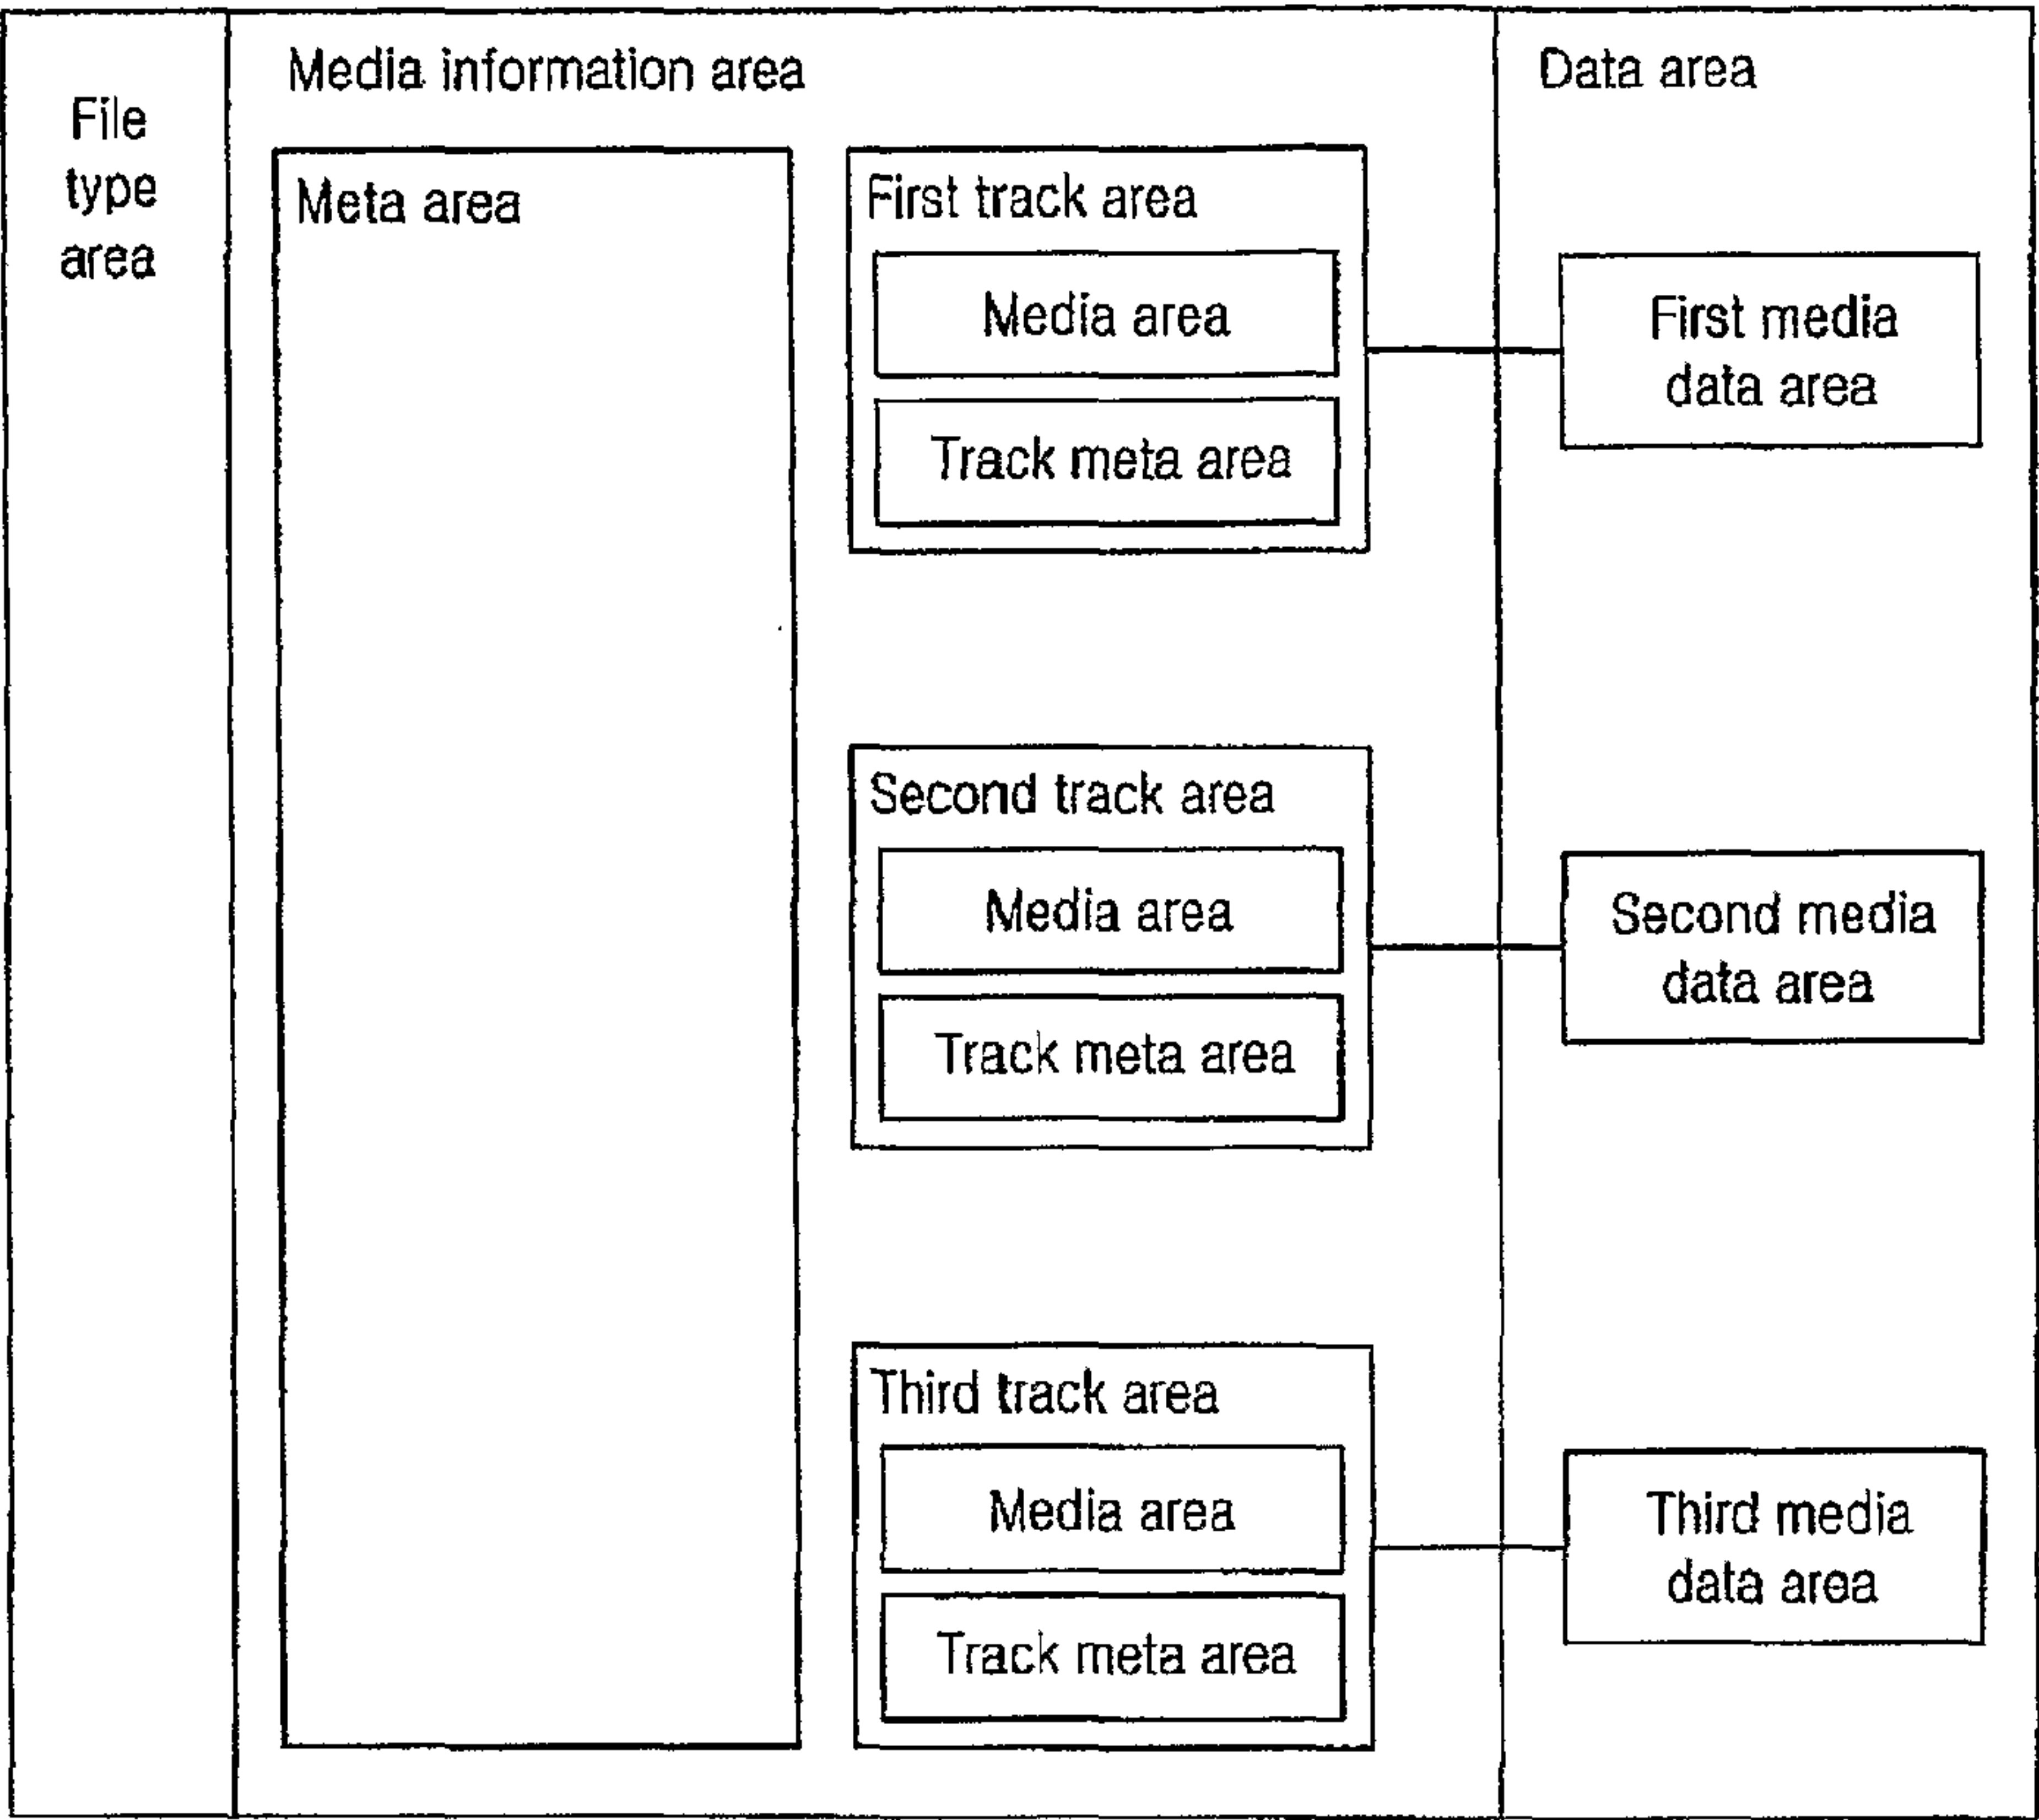 File
type
area
Media information area
Meta area
First track area
Media area
Track meta area
Second track area
Media area
Track meta area
Third track area
Media area
Track meta area
Data area
First media
data area
Second media
data area
Third media
data area